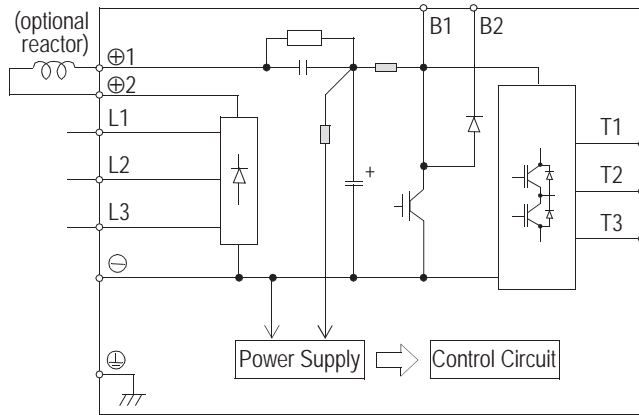 (optional
reactor)
⊕1
⊕2
L1
L2
L3
⊖
B1 B2
+
T1
T2
T3
Power Supply
Control Circuit